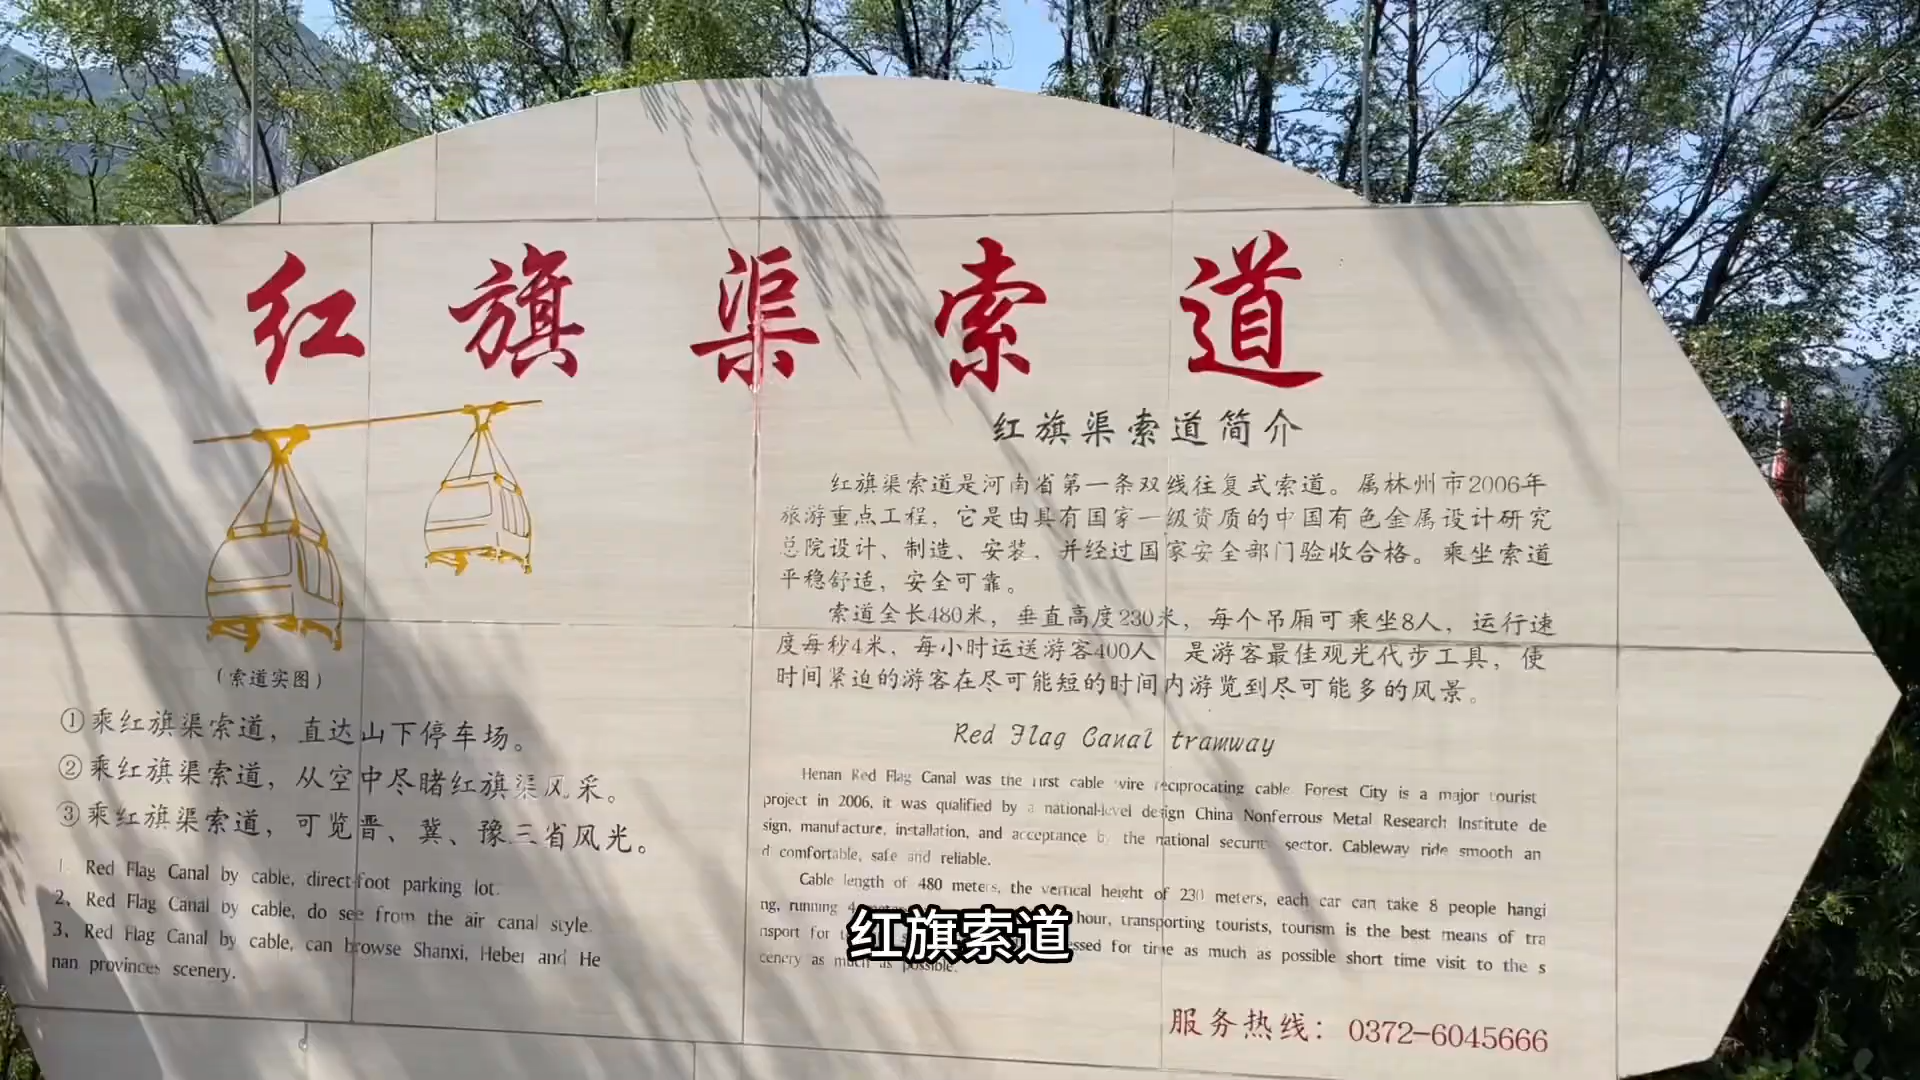 红旗渠索道
(索道实图)
①乘红旗渠索道，直达山下停车场。
②乘红旗渠索道，从空中尽睹红旗渠风采。
③乘红旗渠索道，可览晋、冀、豫三省风光。
1、Red Flag Canal by cable, direct foot parking lot.
2、Red Flag Canal by cable, do see from the air canal style.
3、Red Flag Canal by cable, can browse Shanxi, Hebei and He
nan provinces scenery.
红旗渠索道简介
红旗渠索道是河南省第一条双线往复式索道。属林州市2006年
旅游重点工程，它是由具有国家一级资质的中国有色金属设计研究
总院设计、制造、安装，并经过国家安全部门验收合格。乘坐索道
平稳舒适，安全可靠。
索道全长480米，垂直高度230米，每个吊厢可乘坐8人，运行速
度每秒4米，每小时运送游客400人 是游客最佳观光代步工具，使
时间紧迫的游客在尽可能短的时间内游览到尽可能多的风景。
Red Flag Canal tramway
Henan Red Flag Canal was the first cable wire reciprocating cable. Forest City is a major tourist
project in 2006, it was qualified by a national-level design China Nonferrous Metal Research Institute de
sign, manufacture, installation, and acceptance by the national security sector. Cableway ride smooth an
d comfortable, safe and reliable.
Cable length of 480 meters, the vertical height of 230 meters, each car can take 8 people hangi
ng, running 4 hour, transporting tourists, tourism is the best means of tra
nsport for essed for time as much as possible short time visit to the s
cenery as much as possible.
服务热线：0372-6045666
红旗索道